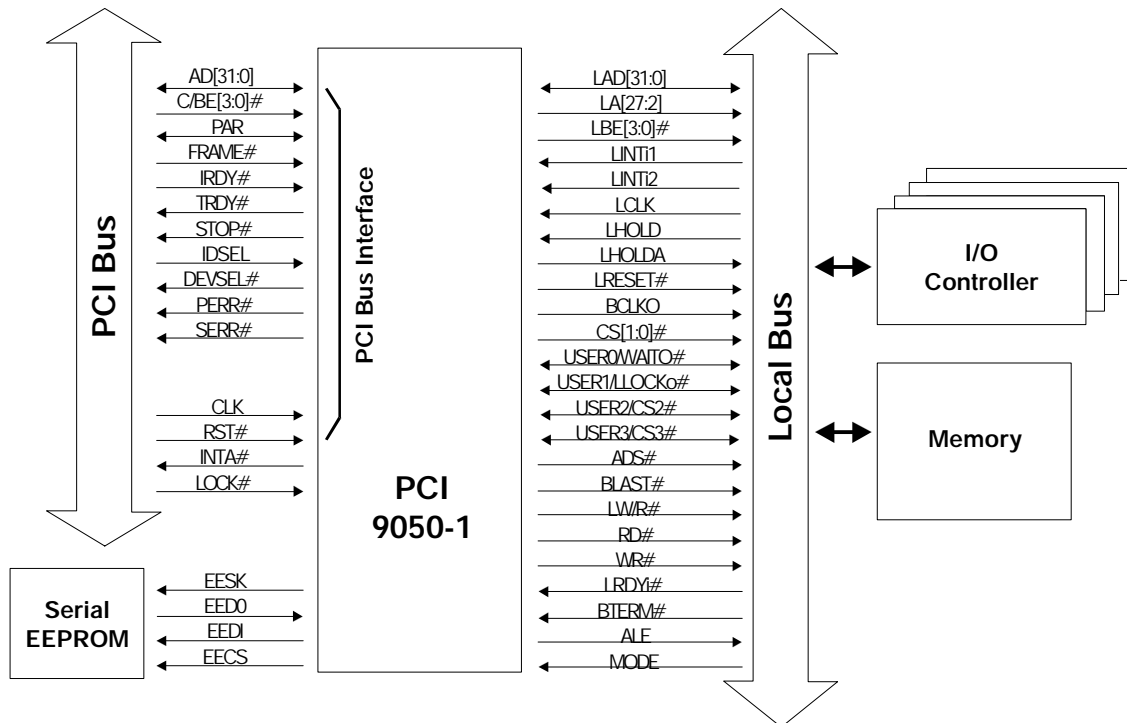 PCI Bus
AD[31:0]
C/BE[3:0]#
PAR
FRAME#
IRDY#
TRDY#
STOP#
IDSEL
DEVSEL#
PERR#
SERR#
CLK
RST#
INTA#
LOCK#
Serial
EEPROM
EESK
EED0
EEDI
EECS
PCI Bus Interface
PCI
9050-1
LAD[31:0]
LA[27:2]
LBE[3:0]#
LINTi1
LINTi2
LCLK
LHOLD
LHOLDA
LRESET#
BCLKO
CS[1:0]#
USER0/WAITO#
USER1/LLOCKo#
USER2/CS2#
USER3/CS3#
ADS#
BLAST#
LW/R#
RD#
WR#
LRDYi#
BTERM#
ALE
MODE
Local Bus
I/O
Controller
Memory